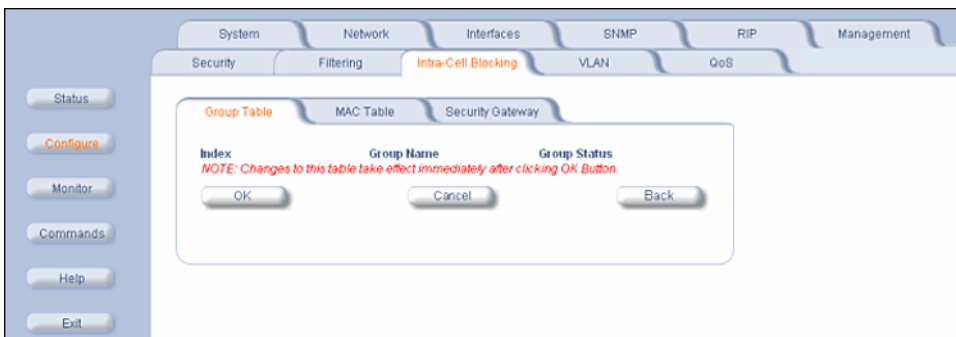 System Network Interfaces SNMP RIP Management
Security Filtering Intra-Cell Blocking VLAN QoS
Status
Configure
Monitor
Commands
Help
Exit
Group Table MAC Table Security Gateway
Index Group Name Group Status
NOTE: Changes to this table take effect immediately after clicking OK Button.
OK Cancel Back